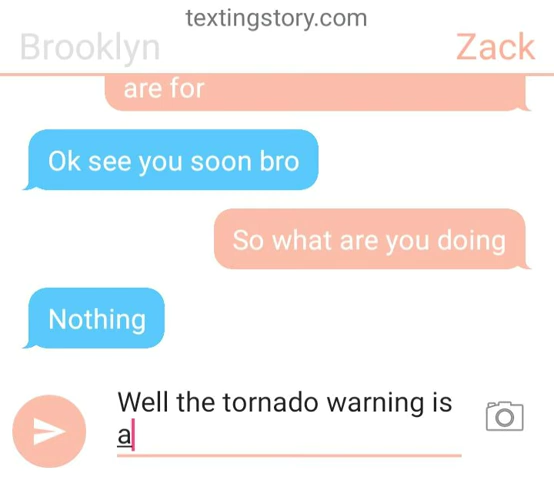 textingstory.com
Brooklyn
Zack
are for
Ok see you soon bro
So what are you doing
Nothing
Well the tornado warning is
a